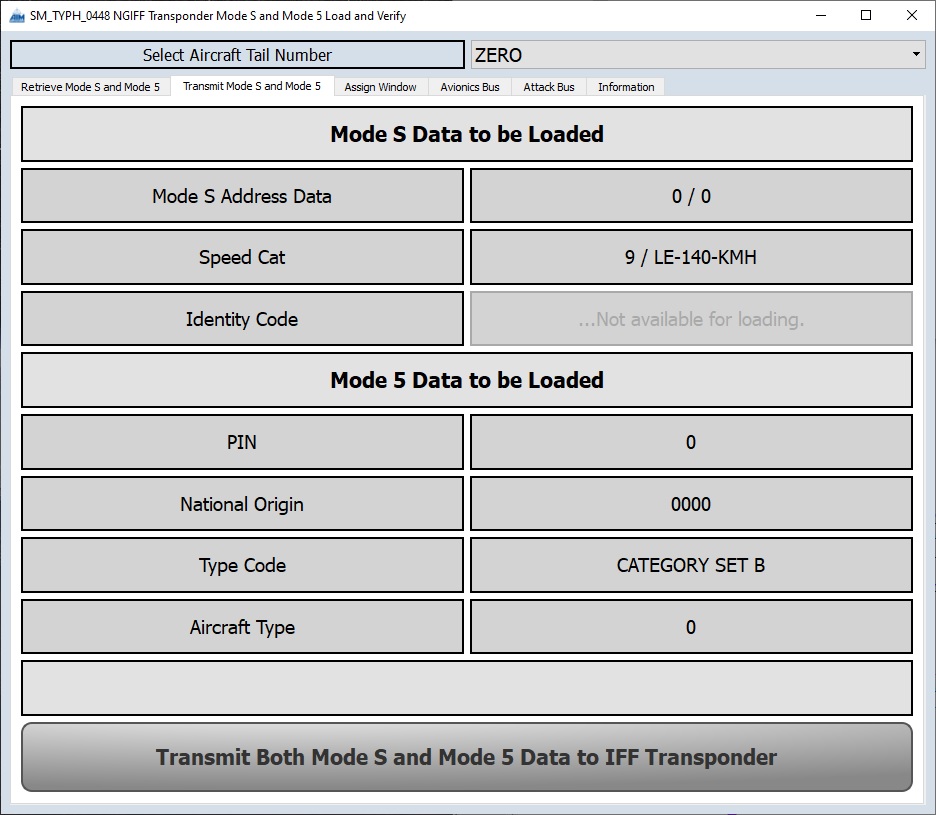 SM_TYPH_0448 NGIFF Transponder Mode S and Mode 5 Load and Verify
Select Aircraft Tail Number ZERO
Retrieve Mode S and Mode 5 Transmit Mode S and Mode 5 Assign Window Avionics Bus Attack Bus Information
Mode S Data to be Loaded
Mode S Address Data 0 / 0
Speed Cat 9 / LE-140-KMH
Identity Code ...Not available for loading.
Mode 5 Data to be Loaded
PIN 0
National Origin 0000
Type Code CATEGORY SET B
Aircraft Type 0
Transmit Both Mode S and Mode 5 Data to IFF Transponder